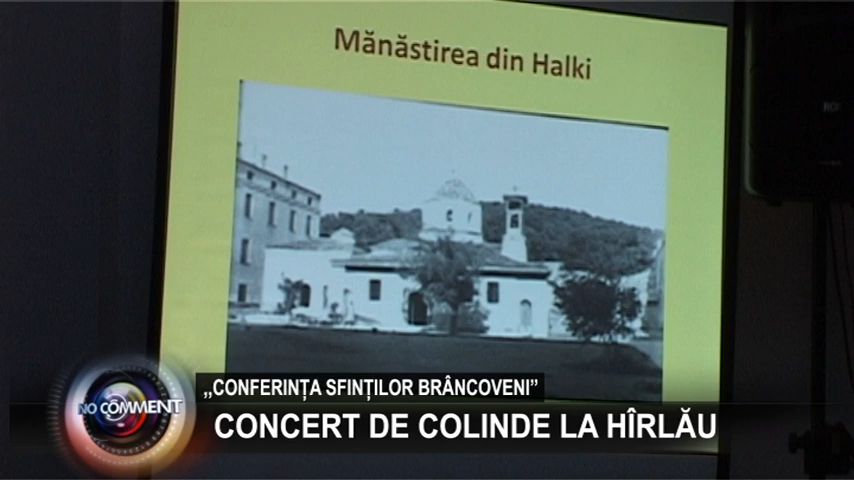 Mănăstirea din Halki
„CONFERINȚA SFINȚILOR BRÂNCOVENI”
NO COMMENT
CONCERT DE COLINDE LA HÎRLĂU